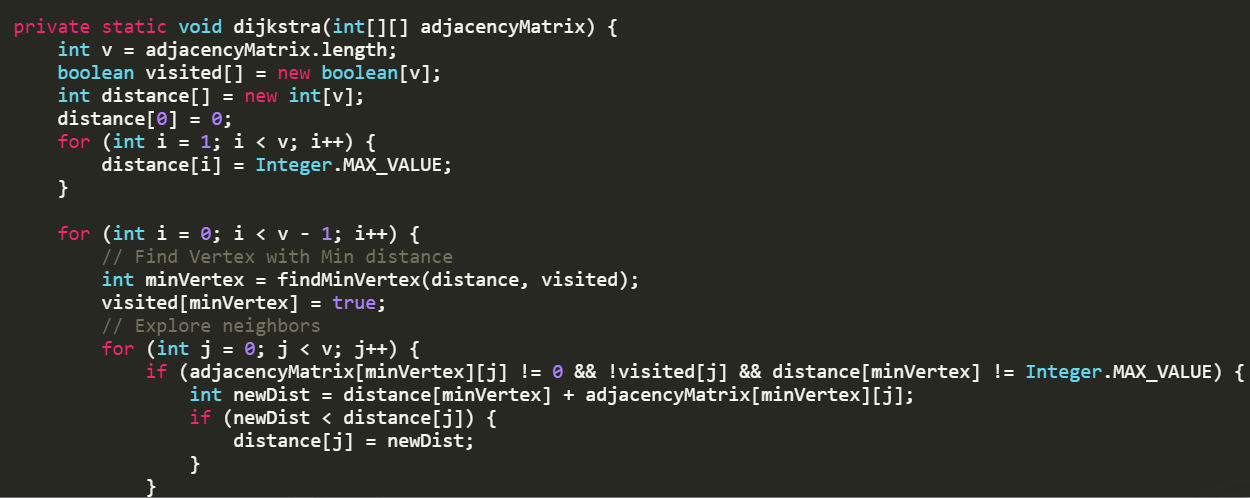 private static void dijkstra(int[][] adjacencyMatrix) {
    int v = adjacencyMatrix.length;
    boolean visited[] = new boolean[v];
    int distance[] = new int[v];
    distance[0] = 0;
    for (int i = 1; i < v; i++) {
        distance[i] = Integer.MAX_VALUE;
    }

    for (int i = 0; i < v - 1; i++) {
        // Find Vertex with Min distance
        int minVertex = findMinVertex(distance, visited);
        visited[minVertex] = true;
        // Explore neighbors
        for (int j = 0; j < v; j++) {
            if (adjacencyMatrix[minVertex][j] != 0 && !visited[j] && distance[minVertex] != Integer.MAX_VALUE) {
                int newDist = distance[minVertex] + adjacencyMatrix[minVertex][j];
                if (newDist < distance[j]) {
                    distance[j] = newDist;
                }
            }